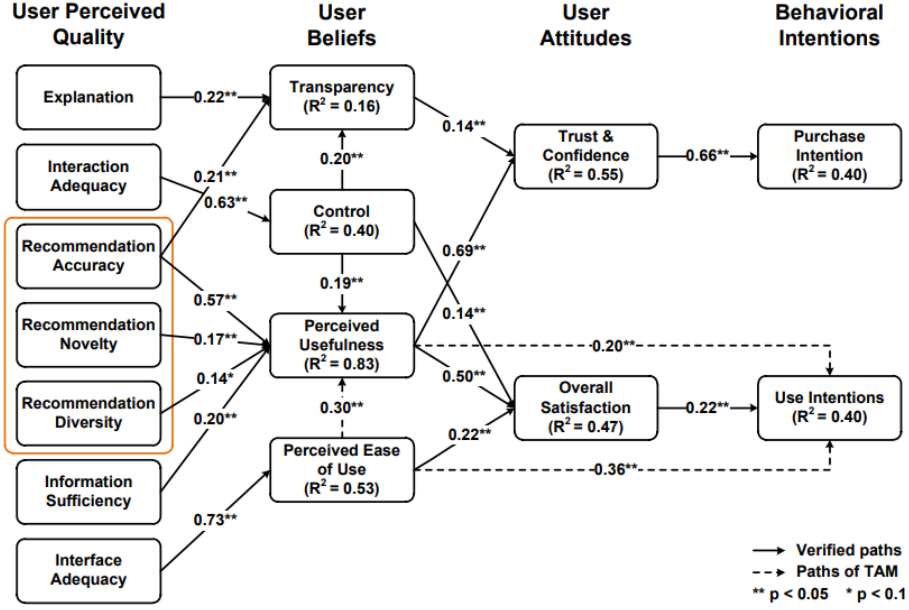 User Perceived
Quality
User
Beliefs
User
Attitudes
Behavioral
Intentions
Explanation
Interaction
Adequacy
Recommendation
Accuracy
Recommendation
Novelty
Recommendation
Diversity
Information
Sufficiency
Interface
Adequacy
0.22**
0.21**
0.63**
0.57**
0.17**
0.14*
0.20**
0.73**
Transparency
(R² = 0.16)
0.20**
Control
(R² = 0.40)
0.19**
Perceived
Usefulness
(R² = 0.83)
0.30**
Perceived Ease
of Use
(R² = 0.53)
0.14**
0.69**
0.14**
0.50**
0.22**
Trust &
Confidence
(R² = 0.55)
Overall
Satisfaction
(R² = 0.47)
0.66**
0.20**
0.22**
0.36**
Purchase
Intention
(R² = 0.40)
Use Intentions
(R² = 0.40)
Verified paths
Paths of TAM
** p < 0.05 * p < 0.1